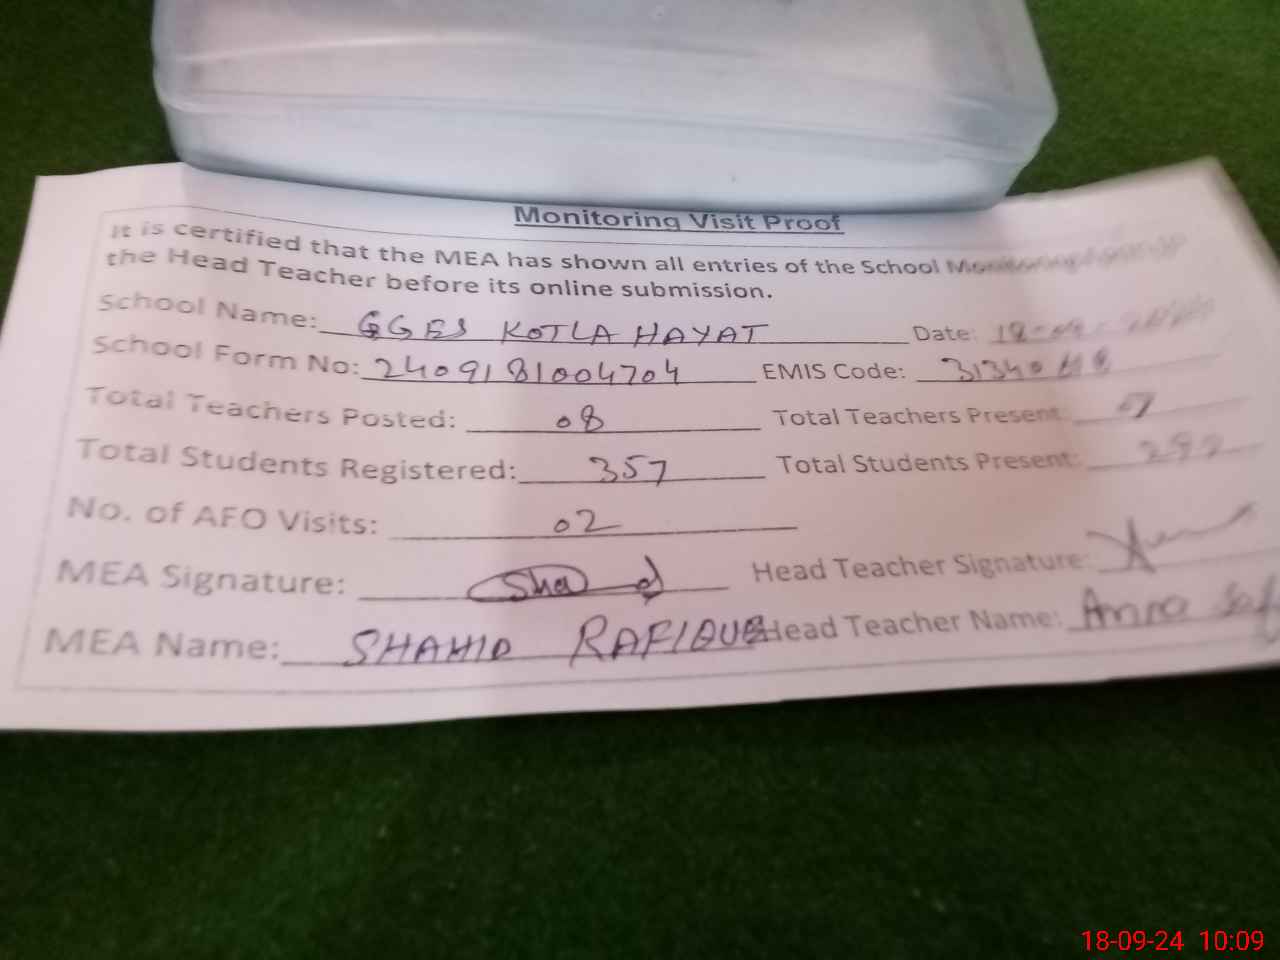 Monitoring Visit Proof
It is certified that the MEA has shown all entries of the School Monitoring
the Head Teacher before its online submission.
School Name: GGES KOTLA HAYAT Date:
School Form No: 2409181004704 EMIS Code:
Total Teachers Posted: 08 Total Teachers Present:
Total Students Registered: 357 Total Students Present:
No. of AFO Visits: 02
MEA Signature: Head Teacher Signature:
MEA Name: SHAHID RAFIQUE Head Teacher Name:
18-09-24 10:09